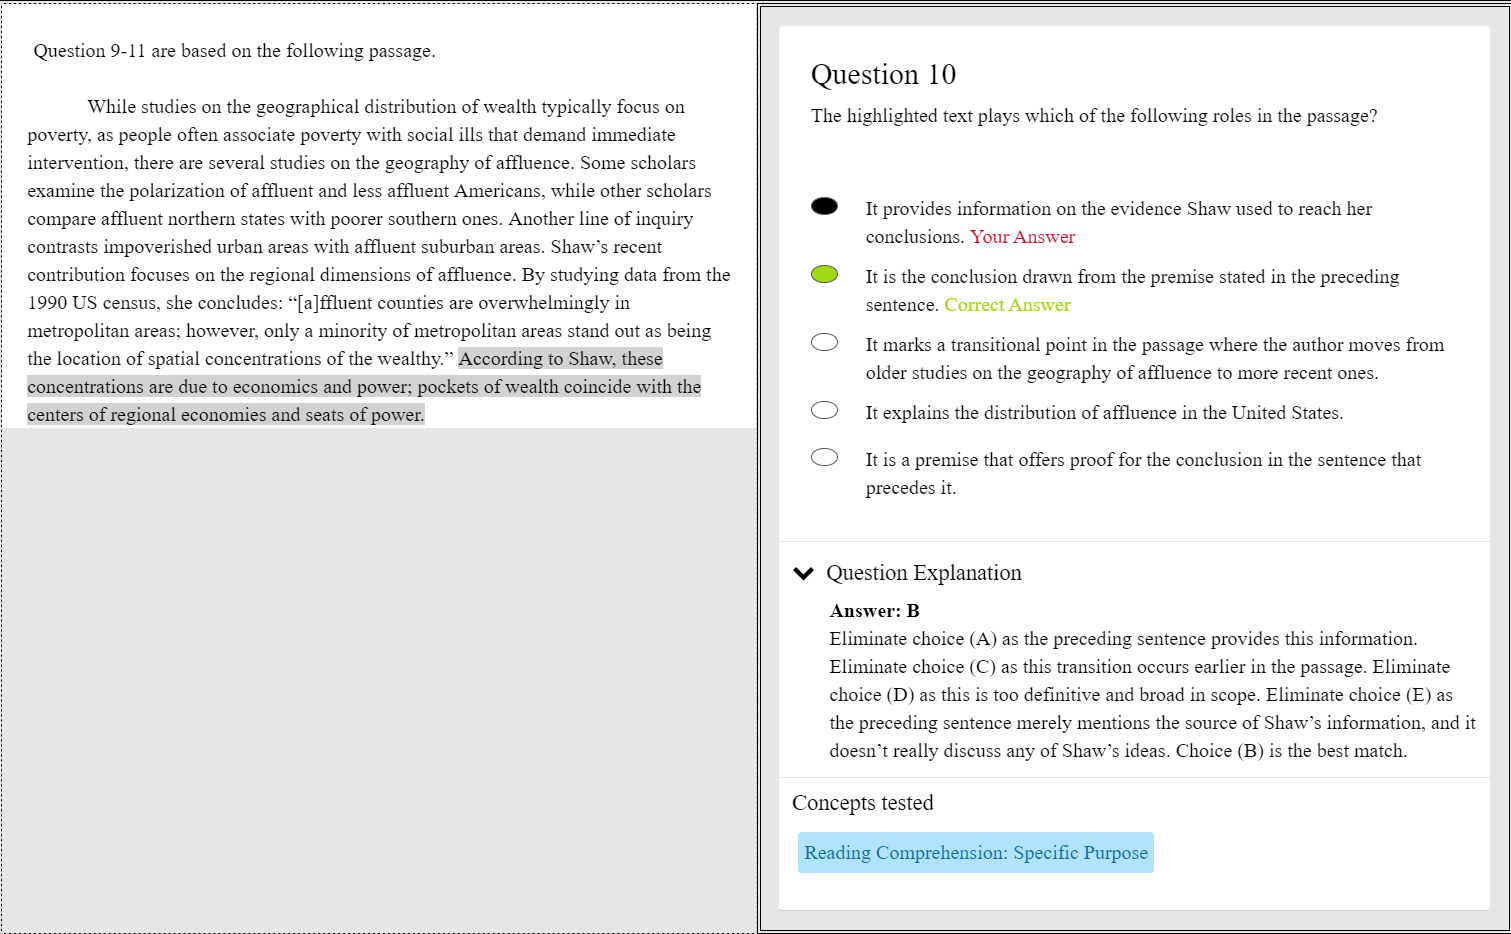 Question 9-11 are based on the following passage.
While studies on the geographical distribution of wealth typically focus on
poverty, as people often associate poverty with social ills that demand immediate
intervention, there are several studies on the geography of affluence. Some scholars
examine the polarization of affluent and less affluent Americans, while other scholars
compare affluent northern states with poorer southern ones. Another line of inquiry
contrasts impoverished urban areas with affluent suburban areas. Shaw’s recent
contribution focuses on the regional dimensions of affluence. By studying data from the
1990 US census, she concludes: “[a]ffluent counties are overwhelmingly in
metropolitan areas; however, only a minority of metropolitan areas stand out as being
the location of spatial concentrations of the wealthy.” According to Shaw, these
concentrations are due to economics and power; pockets of wealth coincide with the
centers of regional economies and seats of power.
Question 10
The highlighted text plays which of the following roles in the passage?
It provides information on the evidence Shaw used to reach her
conclusions. Your Answer
It is the conclusion drawn from the premise stated in the preceding
sentence. Correct Answer
It marks a transitional point in the passage where the author moves from
older studies on the geography of affluence to more recent ones.
It explains the distribution of affluence in the United States.
It is a premise that offers proof for the conclusion in the sentence that
precedes it.
Question Explanation
Answer: B
Eliminate choice (A) as the preceding sentence provides this information.
Eliminate choice (C) as this transition occurs earlier in the passage. Eliminate
choice (D) as this is too definitive and broad in scope. Eliminate choice (E) as
the preceding sentence merely mentions the source of Shaw’s information, and it
doesn’t really discuss any of Shaw’s ideas. Choice (B) is the best match.
Concepts tested
Reading Comprehension: Specific Purpose